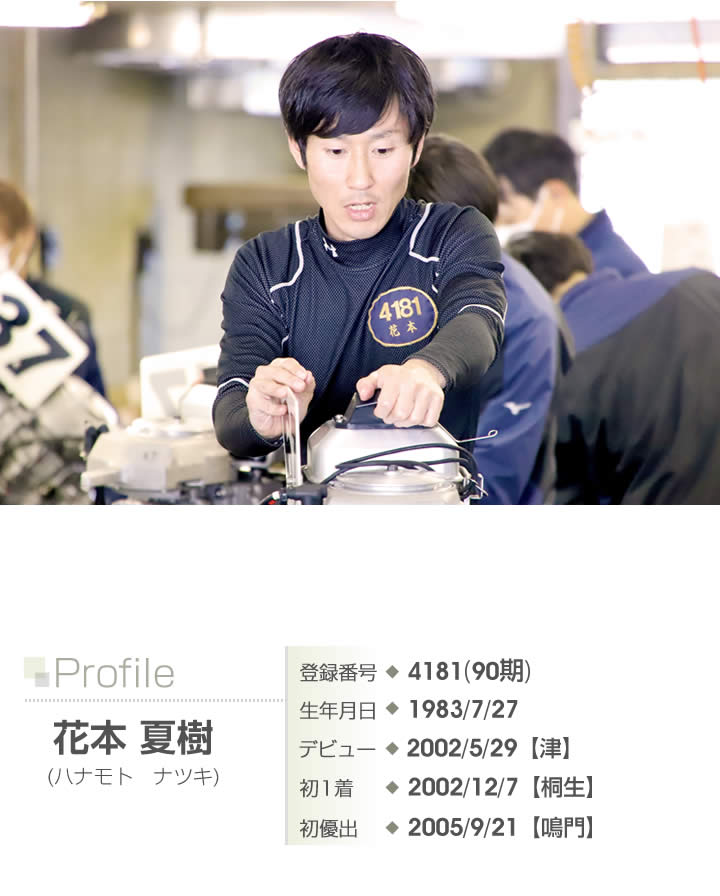 4181
花本
37
Profile
花本 夏樹
(ハナモト ナツキ)
登録番号 ◆ 4181(90期)
生年月日 ◆ 1983/7/27
デビュー ◆ 2002/5/29【津】
初1着 ◆ 2002/12/7【桐生】
初優出 ◆ 2005/9/21【鳴門】